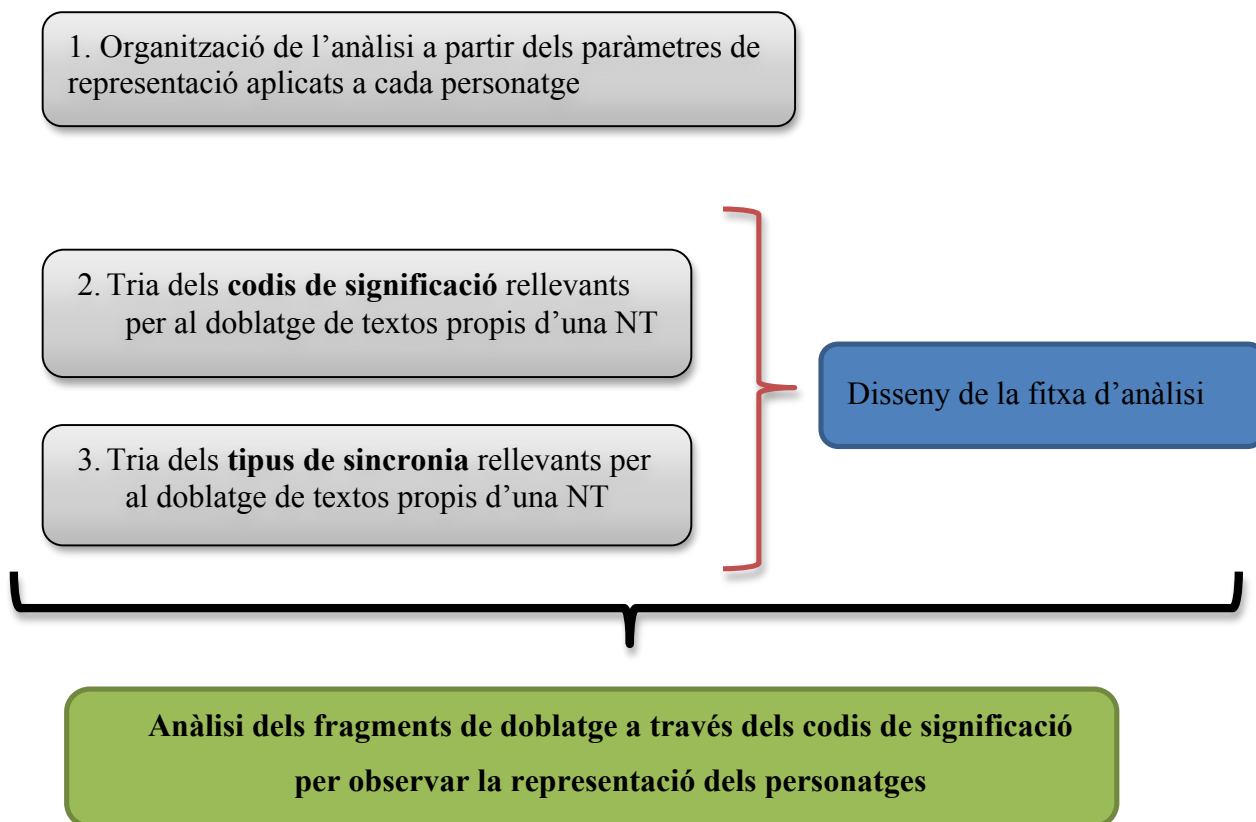 1. Organització de l’anàlisi a partir dels paràmetres de
representació aplicats a cada personatge
2. Tria dels codis de significació rellevants
per al doblatge de textos propis d’una NT
3. Tria dels tipus de sincronia rellevants per
al doblatge de textos propis d’una NT
Disseny de la fitxa d’anàlisi
Anàlisi dels fragments de doblatge a través dels codis de significació
per observar la representació dels personatges